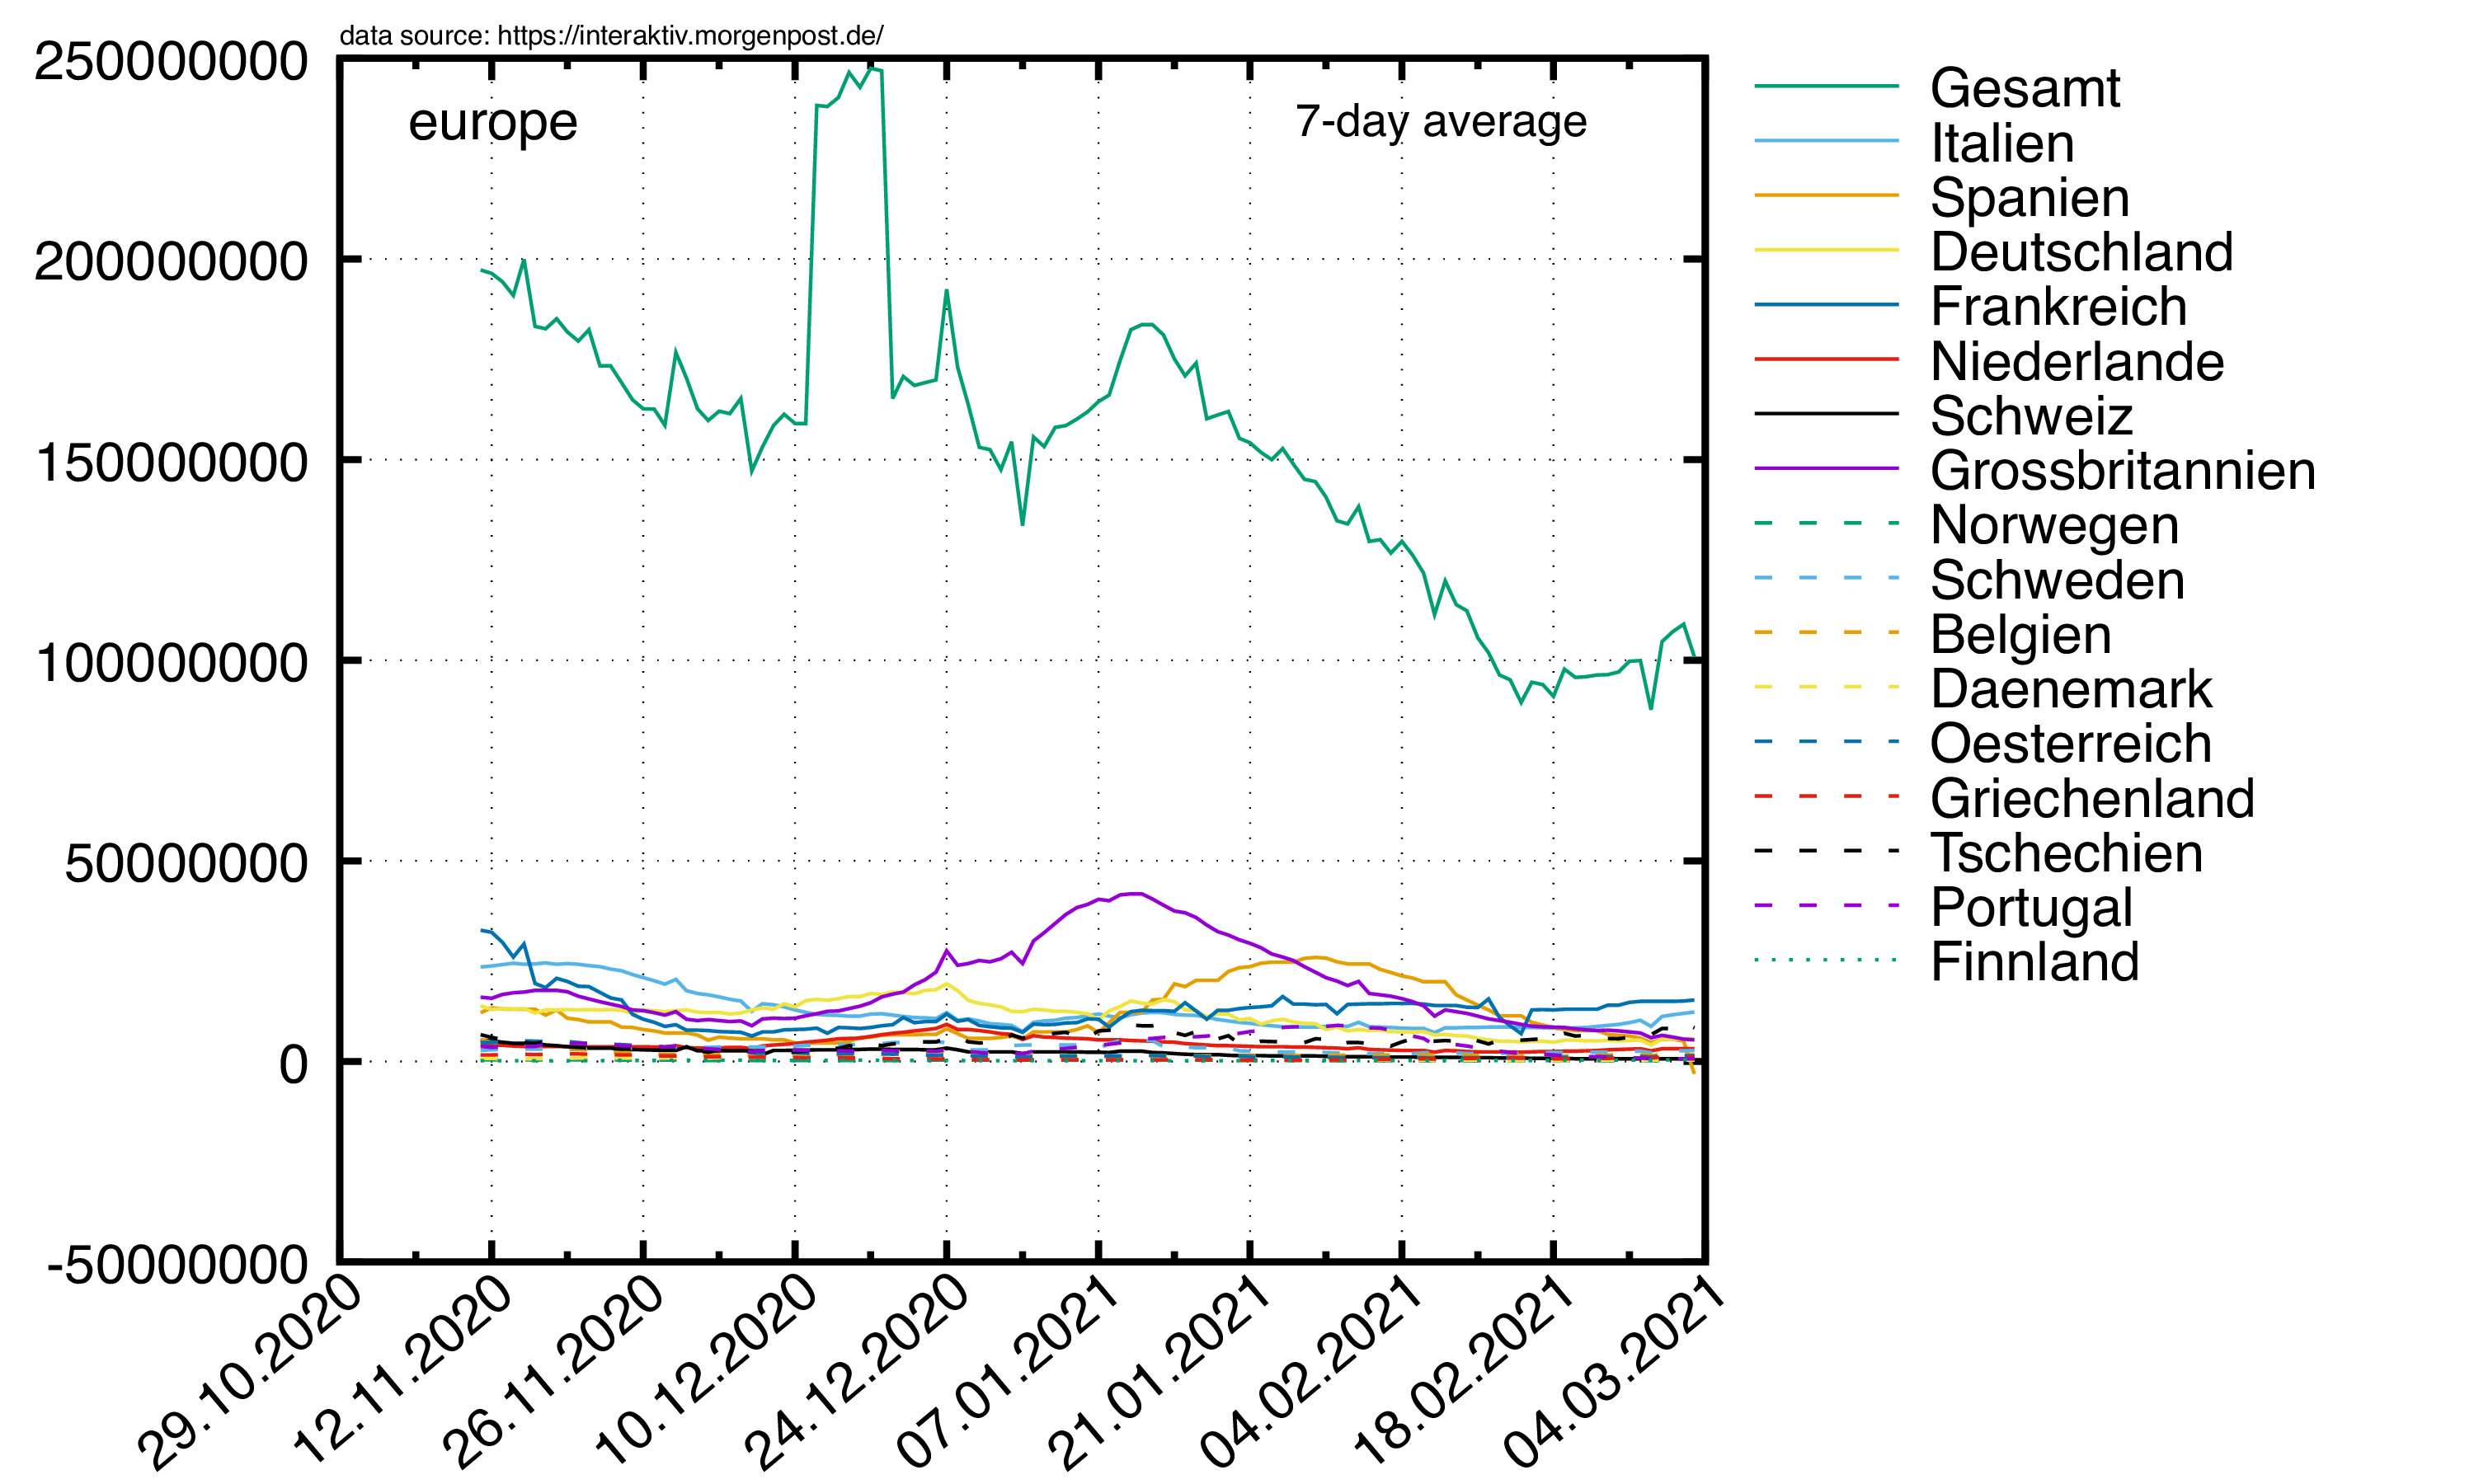 data source: https://interaktiv.morgenpost.de/
europe
7-day average
250000000
200000000
150000000
100000000
50000000
0
-50000000
29.10.2020
12.11.2020
26.11.2020
10.12.2020
24.12.2020
07.01.2021
21.01.2021
04.02.2021
18.02.2021
04.03.2021
Gesamt
Italien
Spanien
Deutschland
Frankreich
Niederlande
Schweiz
Grossbritannien
Norwegen
Schweden
Belgien
Daenemark
Oesterreich
Griechenland
Tschechien
Portugal
Finnland